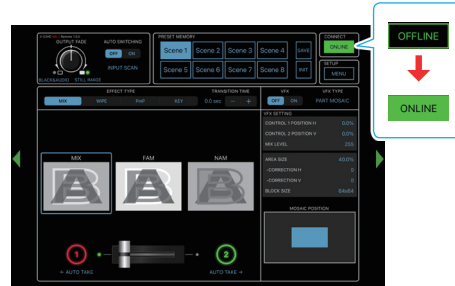 OUTPUT FADE
BLACK&AUDIO STILL IMAGE
AUTO SWITCHING
OFF ON
INPUT SCAN
PRESET MEMORY
Scene 1 Scene 2 Scene 3 Scene 4 SAVE
Scene 5 Scene 6 Scene 7 Scene 8 INIT
CONNECT
ONLINE
SETUP
MENU
OFFLINE
ONLINE
EFFECT TYPE
MIX WIPE PinP KEY
TRANSITION TIME
0.0 sec - +
VFX
OFF ON
VFX TYPE
PART MOSAIC
VFX SETTING
CONTROL 1 POSITION H 0.0%
CONTROL 2 POSITION V 0.0%
MIX LEVEL 255
AREA SIZE 40.0%
-CORRECTION H 0
-CORRECTION V 0
BLOCK SIZE 64x64
MOSAIC POSITION
MIX FAM NAM
A B A B A B
1 2
AUTO TAKE AUTO TAKE